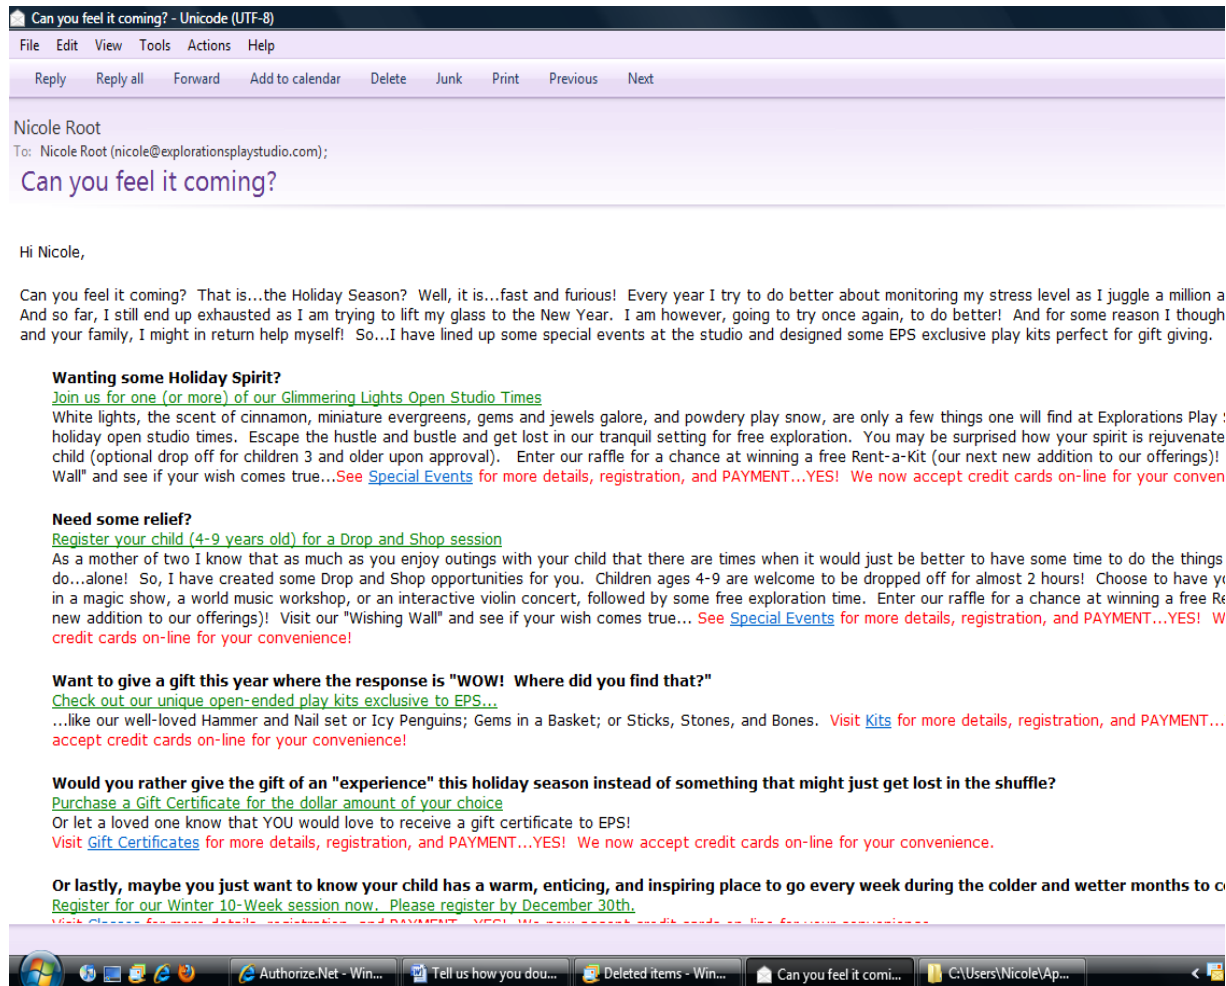 Can you feel it coming? - Unicode (UTF-8)
File Edit View Tools Actions Help
Reply Reply all Forward Add to calendar Delete Junk Print Previous Next
Nicole Root
To: Nicole Root (nicole@explorationsplaystudio.com);
Can you feel it coming?
Hi Nicole,
Can you feel it coming?  That is...the Holiday Season?  Well, it is...fast and furious!  Every year I try to do better about monitoring my stress level as I juggle a million a
And so far, I still end up exhausted as I am trying to lift my glass to the New Year.  I am however, going to try once again, to do better!  And for some reason I though
and your family, I might in return help myself!  So...I have lined up some special events at the studio and designed some EPS exclusive play kits perfect for gift giving.
Wanting some Holiday Spirit?
Join us for one (or more) of our Glimmering Lights Open Studio Times
White lights, the scent of cinnamon, miniature evergreens, gems and jewels galore, and powdery play snow, are only a few things one will find at Explorations Play
holiday open studio times.  Escape the hustle and bustle and get lost in our tranquil setting for free exploration.  You may be surprised how your spirit is rejuvenate
child (optional drop off for children 3 and older upon approval).   Enter our raffle for a chance at winning a free Rent-a-Kit (our next new addition to our offerings)!
Wall" and see if your wish comes true...See Special Events for more details, registration, and PAYMENT...YES!  We now accept credit cards on-line for your conven
Need some relief?
Register your child (4-9 years old) for a Drop and Shop session
As a mother of two I know that as much as you enjoy outings with your child that there are times when it would just be better to have some time to do the things
do...alone!  So, I have created some Drop and Shop opportunities for you.  Children ages 4-9 are welcome to be dropped off for almost 2 hours!  Choose to have yo
in a magic show, a world music workshop, or an interactive violin concert, followed by some free exploration time.  Enter our raffle for a chance at winning a free Re
new addition to our offerings)!  Visit our "Wishing Wall" and see if your wish comes true... See Special Events for more details, registration, and PAYMENT...YES!  W
credit cards on-line for your convenience!
Want to give a gift this year where the response is "WOW!  Where did you find that?"
Check out our unique open-ended play kits exclusive to EPS...
...like our well-loved Hammer and Nail set or Icy Penguins; Gems in a Basket; or Sticks, Stones, and Bones.  Visit Kits for more details, registration, and PAYMENT...
accept credit cards on-line for your convenience!
Would you rather give the gift of an "experience" this holiday season instead of something that might just get lost in the shuffle?
Purchase a Gift Certificate for the dollar amount of your choice
Or let a loved one know that YOU would love to receive a gift certificate to EPS!
Visit Gift Certificates for more details, registration, and PAYMENT...YES!  We now accept credit cards on-line for your convenience.
Or lastly, maybe you just want to know your child has a warm, enticing, and inspiring place to go every week during the colder and wetter months to c
Register for our Winter 10-Week session now.  Please register by December 30th.
Visit Classes for more details, registration, and PAYMENT...YES!  We now accept credit cards on-line for your convenience.
Authorize.Net - Win... Tell us how you dou... Deleted items - Win... Can you feel it comi... C:\Users\Nicole\Ap...